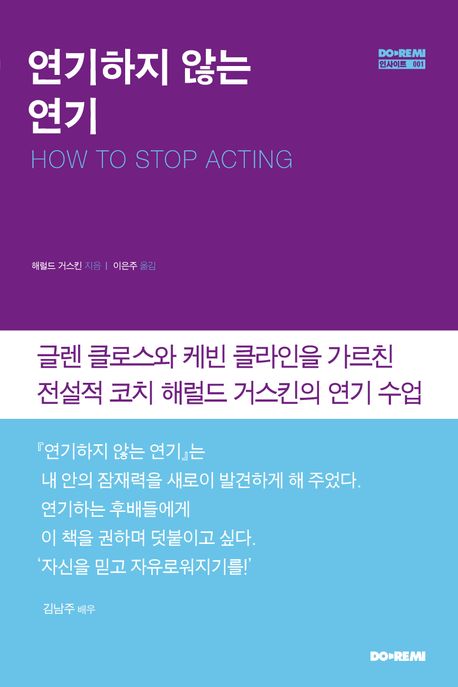 연기하지 않는
연기
HOW TO STOP ACTING
DO▶REMI
인사이트 001
해럴드 거스킨 지음 | 이은주 옮김
글렌 클로스와 케빈 클라인을 가르친
전설적 코치 해럴드 거스킨의 연기 수업
『연기하지 않는 연기』는
내 안의 잠재력을 새로이 발견하게 해 주었다.
연기하는 후배들에게
이 책을 권하며 덧붙이고 싶다.
‘자신을 믿고 자유로워지기를!’
김남주 배우
DO▶REMI